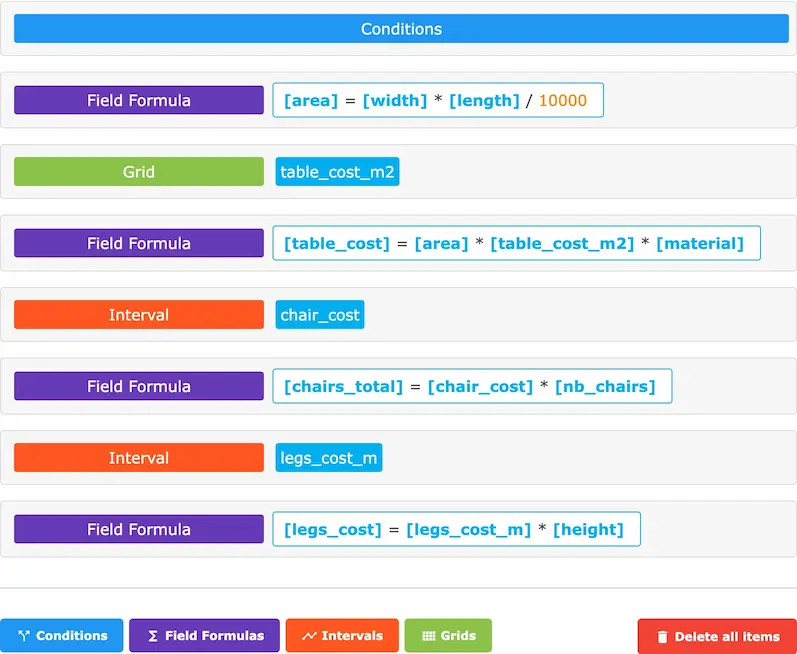 Conditions
Field Formula [area] = [width] * [length] / 10000
Grid table_cost_m2
Field Formula [table_cost] = [area] * [table_cost_m2] * [material]
Interval chair_cost
Field Formula [chairs_total] = [chair_cost] * [nb_chairs]
Interval legs_cost_m
Field Formula [legs_cost] = [legs_cost_m] * [height]
Conditions Field Formulas Intervals Grids Delete all items